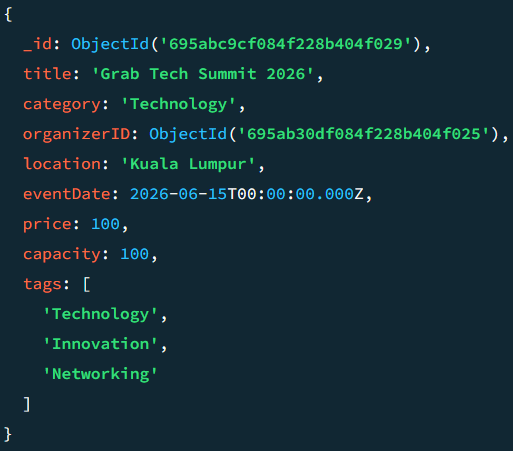 {
  _id: ObjectId('695abc9cf084f228b404f029'),
  title: 'Grab Tech Summit 2026',
  category: 'Technology',
  organizerID: ObjectId('695ab30df084f228b404f025'),
  location: 'Kuala Lumpur',
  eventDate: 2026-06-15T00:00:00.000Z,
  price: 100,
  capacity: 100,
  tags: [
    'Technology',
    'Innovation',
    'Networking'
  ]
}